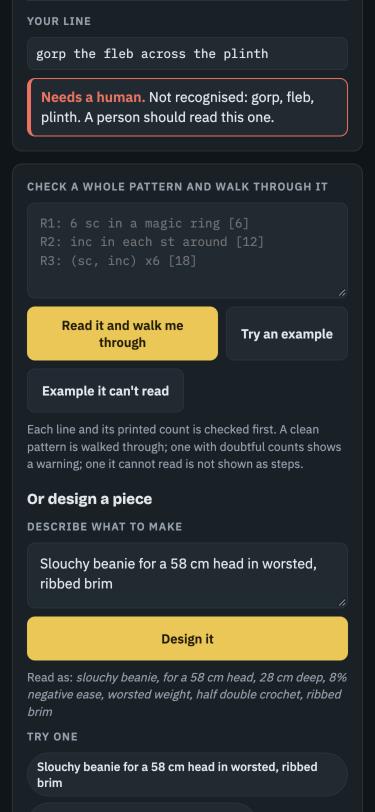 YOUR LINE
gorp the fleb across the plinth
Needs a human. Not recognised: gorp, fleb,
plinth. A person should read this one.
CHECK A WHOLE PATTERN AND WALK THROUGH IT
R1: 6 sc in a magic ring [6]
R2: inc in each st around [12]
R3: (sc, inc) x6 [18]
Read it and walk me
through
Try an example
Example it can't read
Each line and its printed count is checked first. A clean
pattern is walked through; one with doubtful counts shows
a warning; one it cannot read is not shown as steps.
Or design a piece
DESCRIBE WHAT TO MAKE
Slouchy beanie for a 58 cm head in worsted,
ribbed brim
Design it
Read as: slouchy beanie, for a 58 cm head, 28 cm deep, 8%
negative ease, worsted weight, half double crochet, ribbed
brim
TRY ONE
Slouchy beanie for a 58 cm head in worsted, ribbed
brim